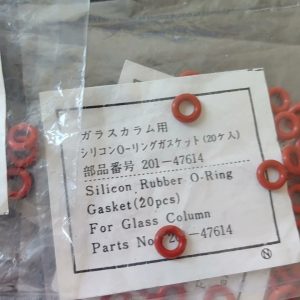 ガラスカラム用
シリコンO-リングガスケット(20ケ入)
部品番号 201-47614
Silicon Rubber O-Ring
Gasket(20pcs)
For Glass Column
Parts No. 20 -47614
N